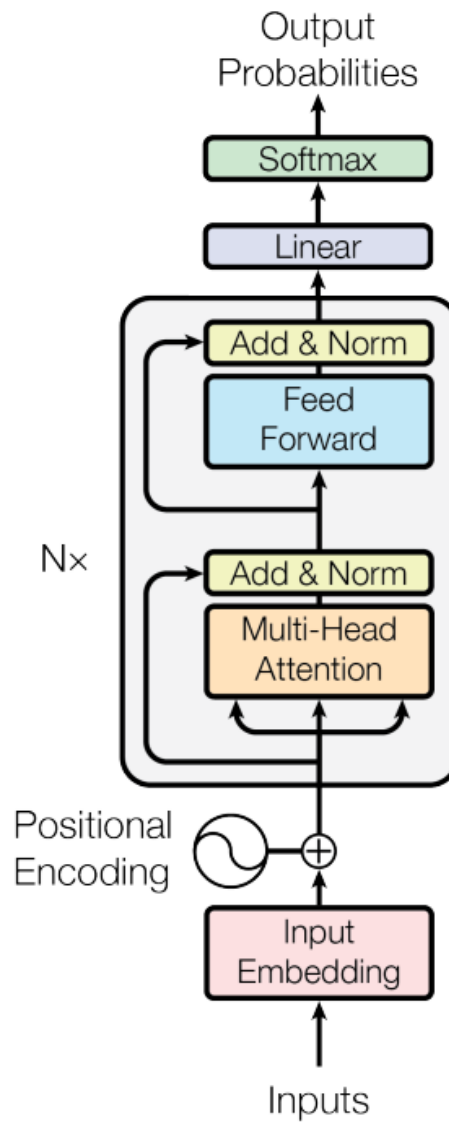 Output
Probabilities
Softmax
Linear
Add & Norm
Feed
Forward
N×
Add & Norm
Multi-Head
Attention
Positional
Encoding
Input
Embedding
Inputs